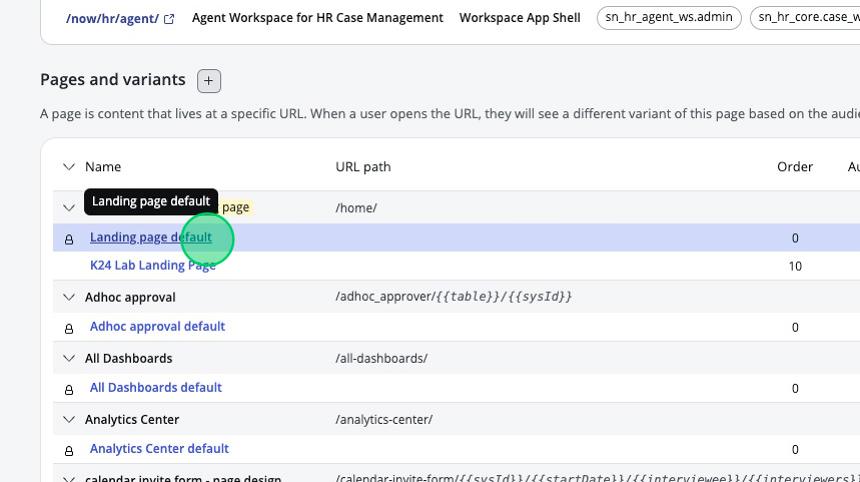 /now/hr/agent/ Agent Workspace for HR Case Management Workspace App Shell sn_hr_agent_ws.admin sn_hr_core.case_w
Pages and variants +
A page is content that lives at a specific URL. When a user opens the URL, they will see a different variant of this page based on the audie
Name URL path Order Au
Landing page default
page /home/
Landing page default 0
K24 Lab Landing Page 10
Adhoc approval /adhoc_approver/{{table}}/{{sysId}}
Adhoc approval default 0
All Dashboards /all-dashboards/
All Dashboards default 0
Analytics Center /analytics-center/
Analytics Center default 0
calendar invite form - page design /calendar-invite-form/{{sysId}}/{{startDate}}/{{interviewee}}/{{interviewers}}